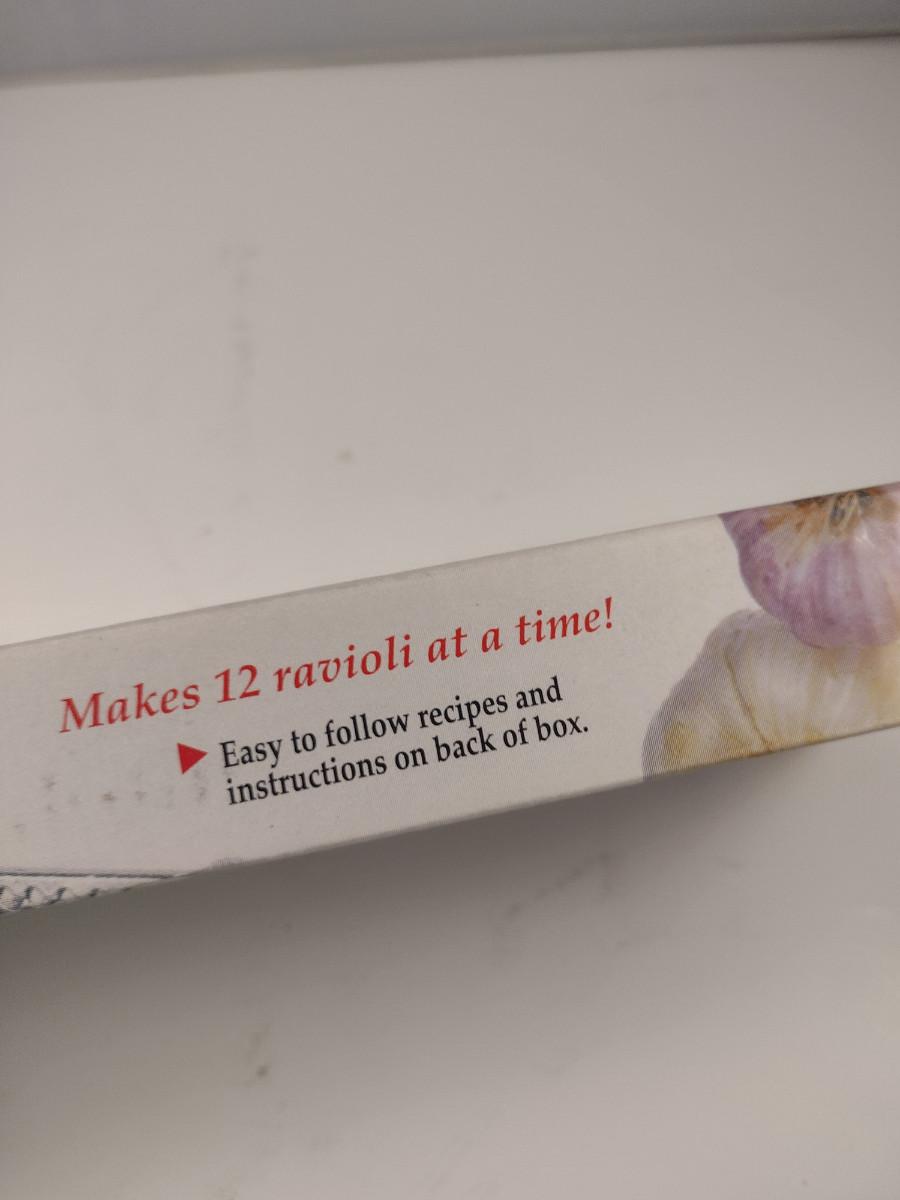 Makes 12 ravioli at a time!
Easy to follow recipes and
instructions on back of box.